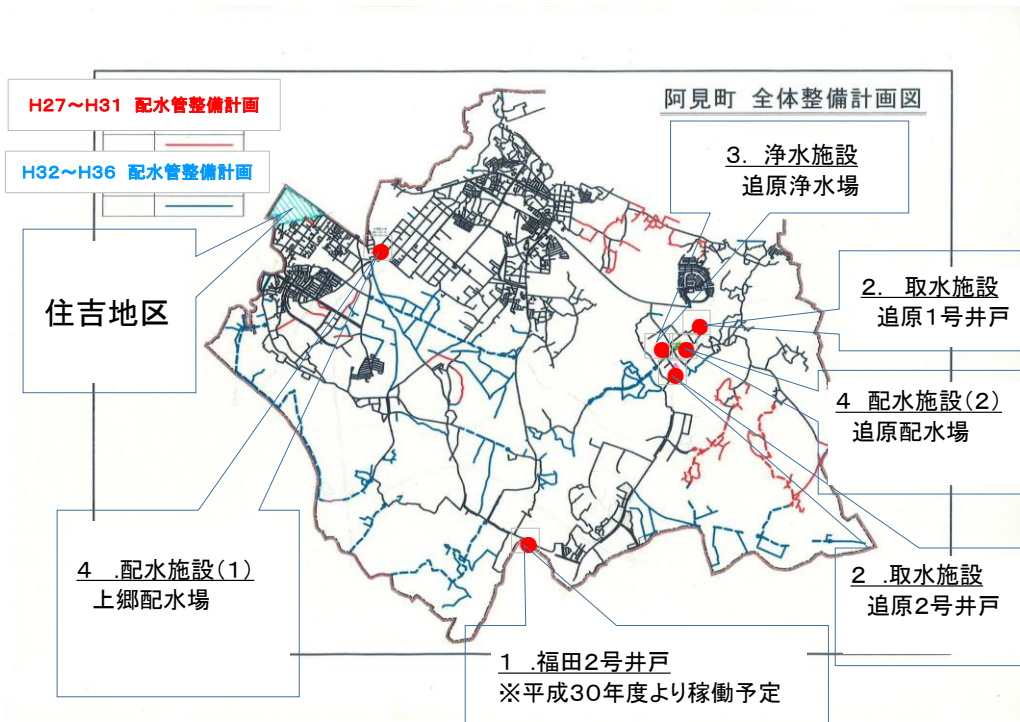 阿見町 全体整備計画図
H27～H31 配水管整備計画
H32～H36 配水管整備計画
住吉地区
3. 浄水施設
追原浄水場
2. 取水施設
追原1号井戸
4 配水施設(2)
追原配水場
2 .取水施設
追原2号井戸
4 .配水施設(1)
上郷配水場
1 .福田2号井戸
※平成30年度より稼働予定